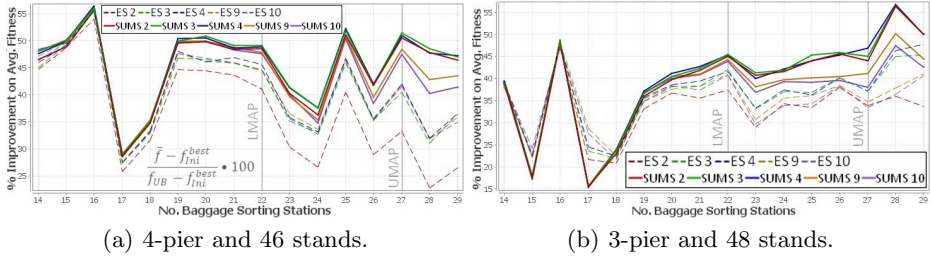 ES 2 ES 3 ES 4 ES 9 ES 10
SUMS 2 SUMS 3 SUMS 4 SUMS 9 SUMS 10
% Improvement on Avg. Fitness
55
50
45
40
35
30
25
LMAP
UMAP
f̄ − f_Ini^best
f_UB − f_Ini^best • 100
14 15 16 17 18 19 20 21 22 23 24 25 26 27 28 29
No. Baggage Sorting Stations
(a) 4-pier and 46 stands.
% Improvement on Avg. Fitness
55
50
45
40
35
30
25
20
15
LMAP
UMAP
ES 2 ES 3 ES 4 ES 9 ES 10
SUMS 2 SUMS 3 SUMS 4 SUMS 9 SUMS 10
14 15 16 17 18 19 20 21 22 23 24 25 26 27 28 29
No. Baggage Sorting Stations
(b) 3-pier and 48 stands.